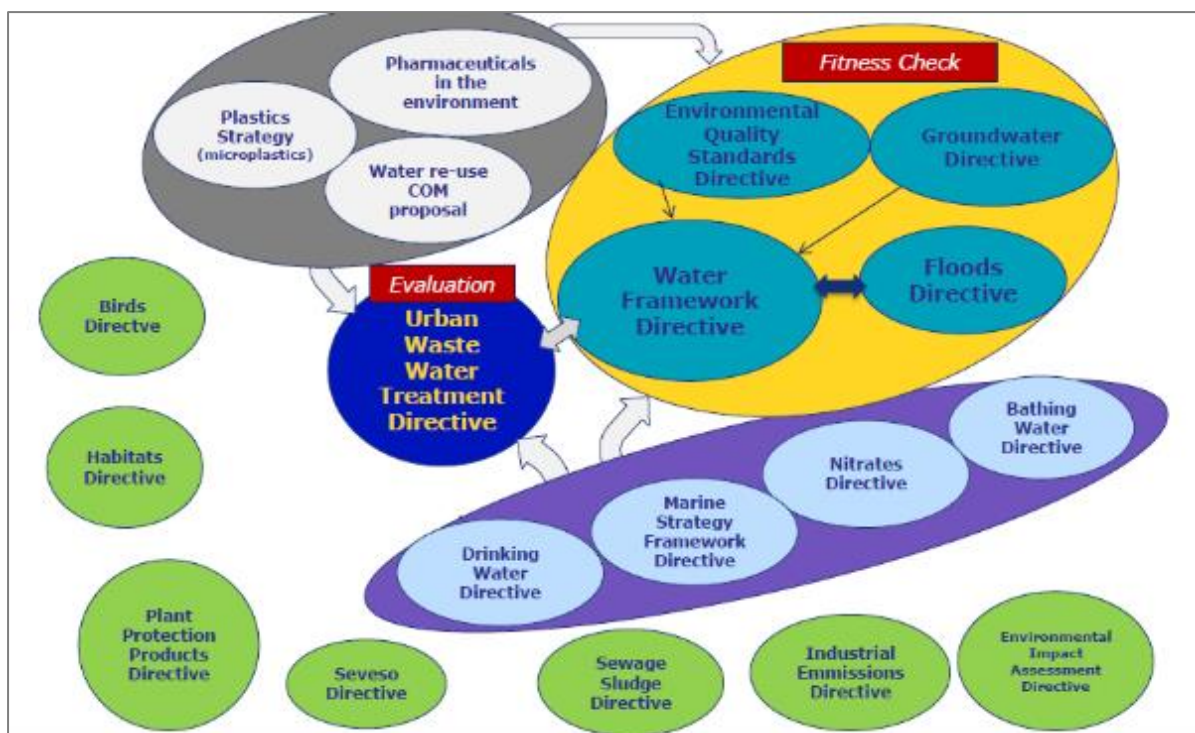 Pharmaceuticals
in the
environment
Plastics
Strategy
(microplastics)
Water re-use
COM
proposal
Fitness Check
Environmental
Quality
Standards
Directive
Groundwater
Directive
Water
Framework
Directive
Floods
Directive
Evaluation
Urban
Waste
Water
Treatment
Directive
Birds
Directve
Habitats
Directive
Plant
Protection
Products
Directive
Bathing
Water
Directive
Nitrates
Directive
Marine
Strategy
Framework
Directive
Drinking
Water
Directive
Seveso
Directive
Sewage
Sludge
Directive
Industrial
Emmissions
Directive
Environmental
Impact
Assessment
Directive